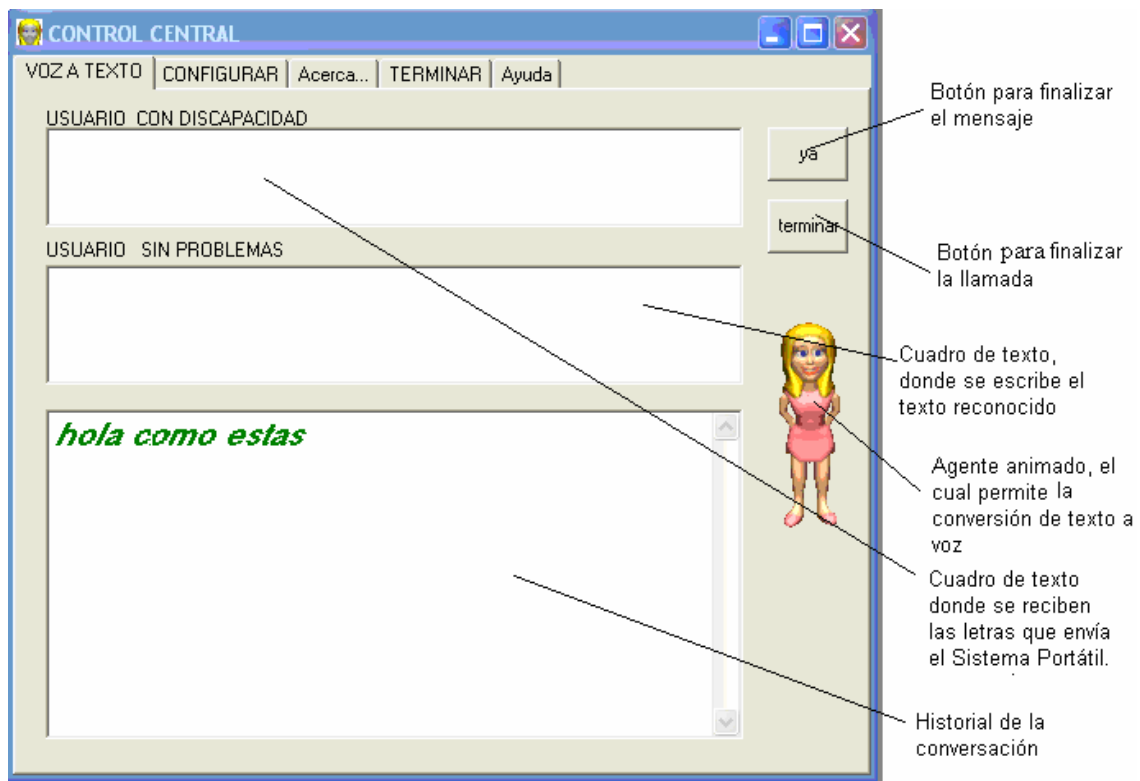 CONTROL CENTRAL
VOZ A TEXTO CONFIGURAR Acerca... TERMINAR Ayuda
USUARIO CON DISCAPACIDAD
ya
terminar
USUARIO SIN PROBLEMAS
hola como estas
Botón para finalizar
el mensaje
Botón para finalizar
la llamada
Cuadro de texto,
donde se escribe el
texto reconocido
Agente animado, el
cual permite la
conversión de texto a
voz
Cuadro de texto
donde se reciben
las letras que envía
el Sistema Portátil.
Historial de la
conversación